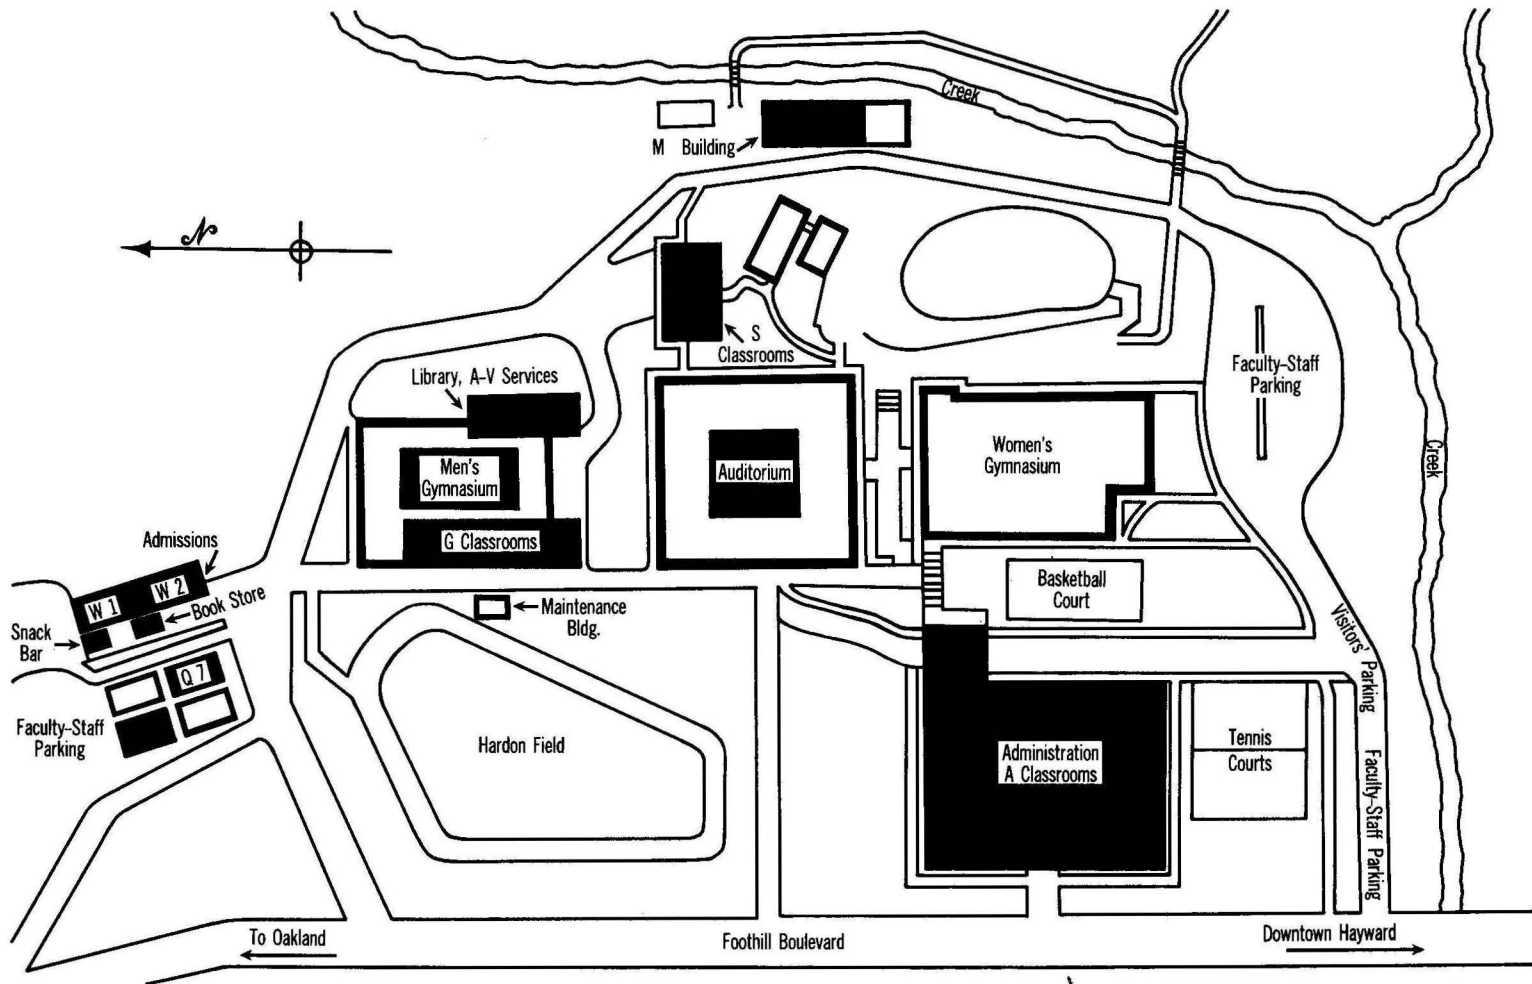 Creek
M Building
N
S
Classrooms
Library, A-V Services
Faculty-Staff
Parking
Men's
Gymnasium
Auditorium
Women's
Gymnasium
Creek
G Classrooms
Admissions
W 1
W 2
Book Store
Snack
Bar
Maintenance
Bldg.
Basketball
Court
Visitors' Parking
Q 7
Faculty-Staff
Parking
Hardon Field
Administration
A Classrooms
Tennis
Courts
Faculty-Staff Parking
To Oakland
Foothill Boulevard
Downtown Hayward